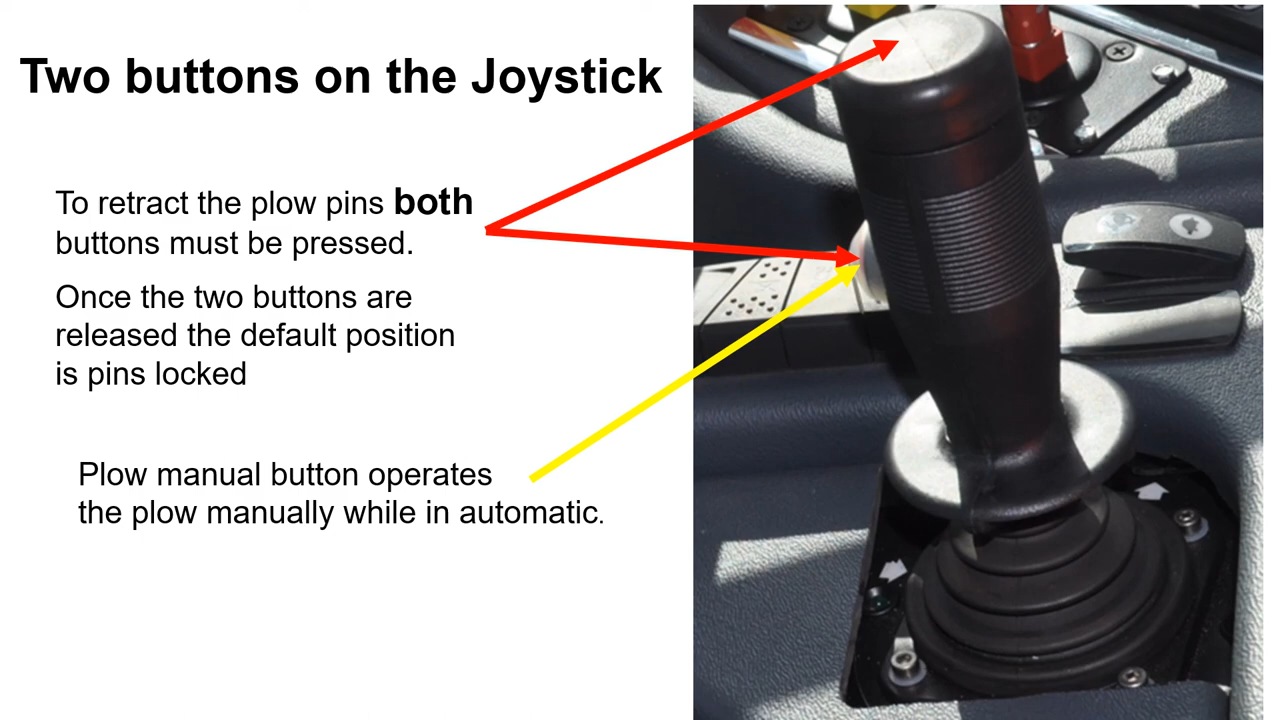 Two buttons on the Joystick
To retract the plow pins both
buttons must be pressed.
Once the two buttons are
released the default position
is pins locked
Plow manual button operates
the plow manually while in automatic.